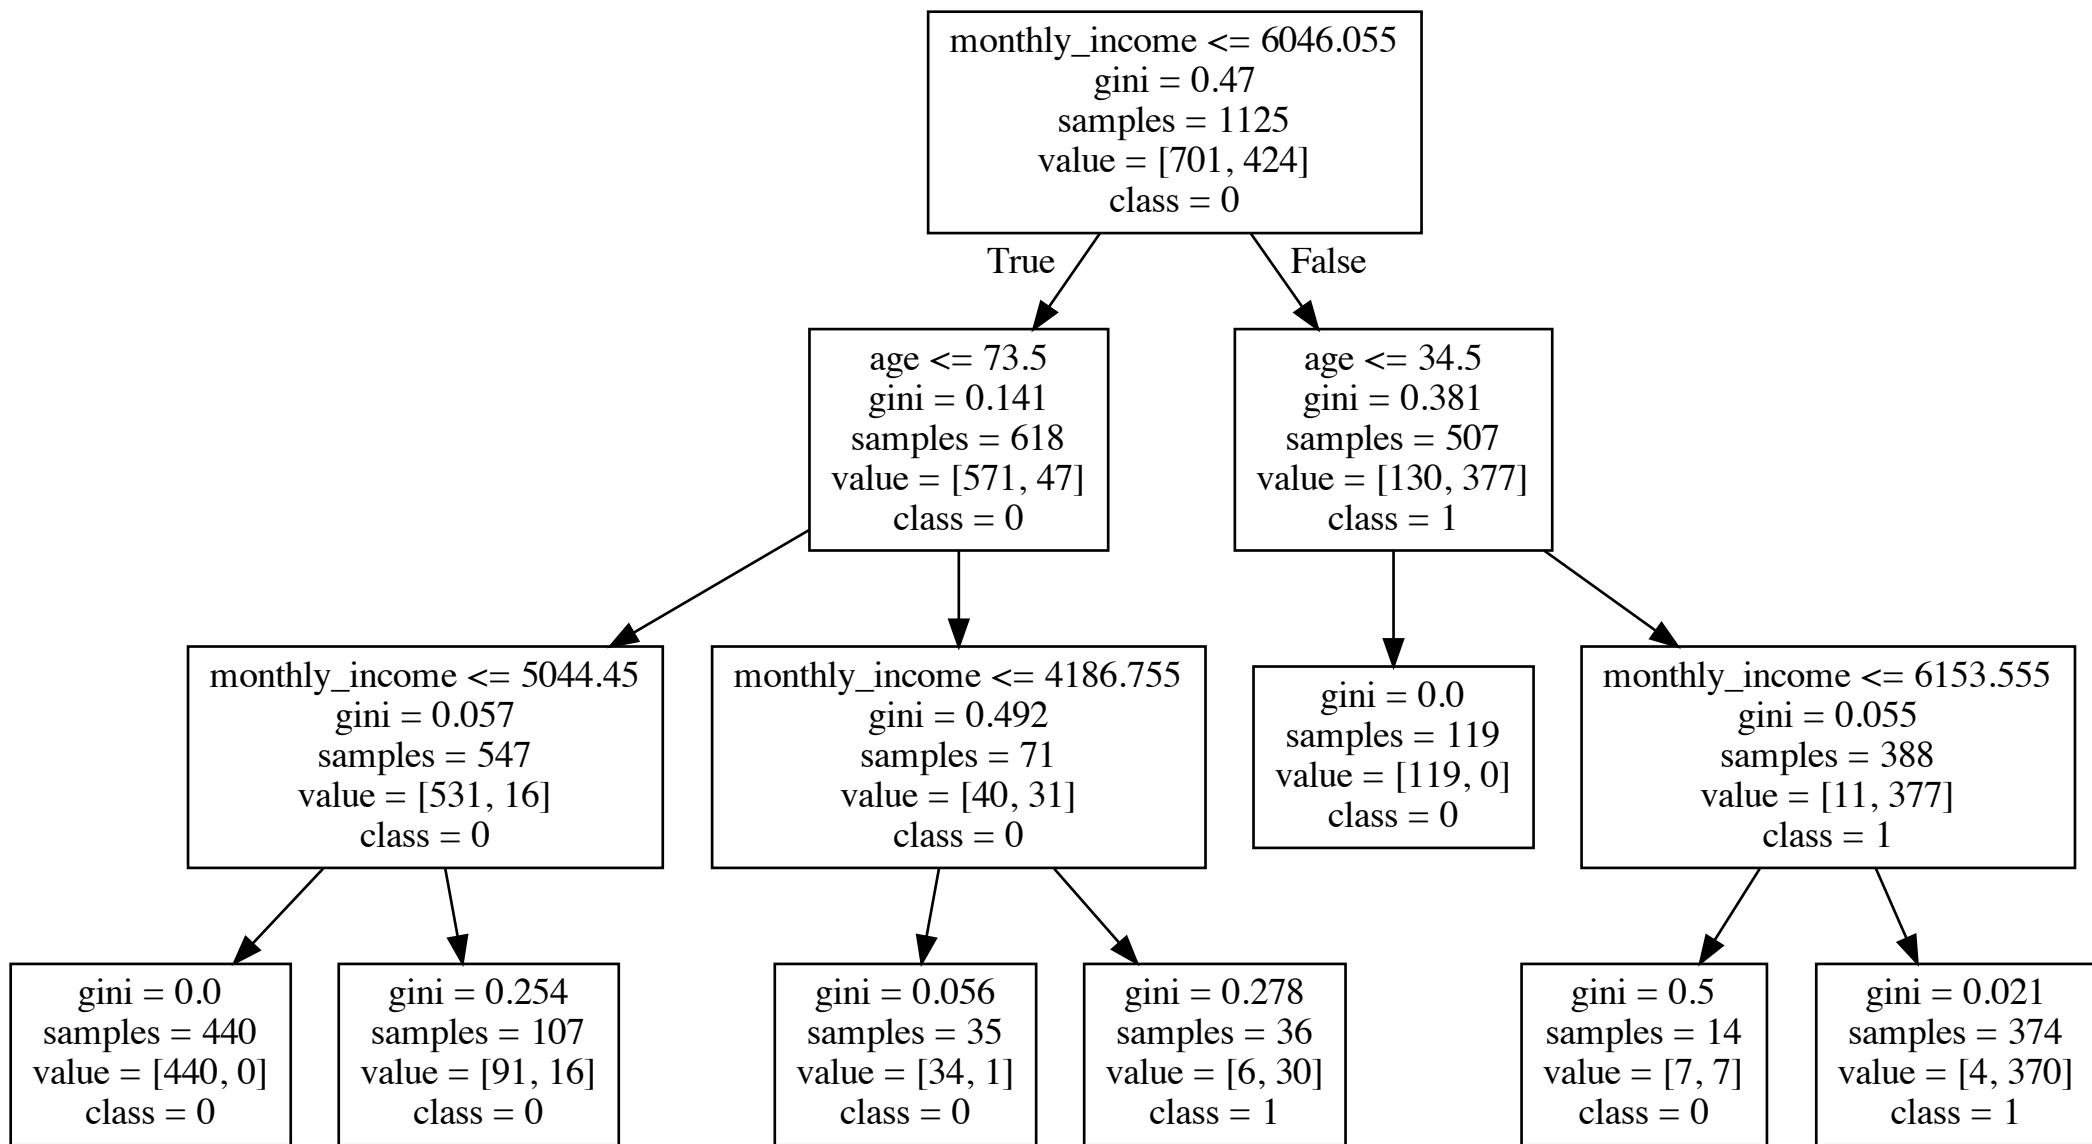 monthly_income <= 6046.055
gini = 0.47
samples = 1125
value = [701, 424]
class = 0
True
False
age <= 73.5
gini = 0.141
samples = 618
value = [571, 47]
class = 0
age <= 34.5
gini = 0.381
samples = 507
value = [130, 377]
class = 1
monthly_income <= 5044.45
gini = 0.057
samples = 547
value = [531, 16]
class = 0
monthly_income <= 4186.755
gini = 0.492
samples = 71
value = [40, 31]
class = 0
gini = 0.0
samples = 119
value = [119, 0]
class = 0
monthly_income <= 6153.555
gini = 0.055
samples = 388
value = [11, 377]
class = 1
gini = 0.0
samples = 440
value = [440, 0]
class = 0
gini = 0.254
samples = 107
value = [91, 16]
class = 0
gini = 0.056
samples = 35
value = [34, 1]
class = 0
gini = 0.278
samples = 36
value = [6, 30]
class = 1
gini = 0.5
samples = 14
value = [7, 7]
class = 0
gini = 0.021
samples = 374
value = [4, 370]
class = 1